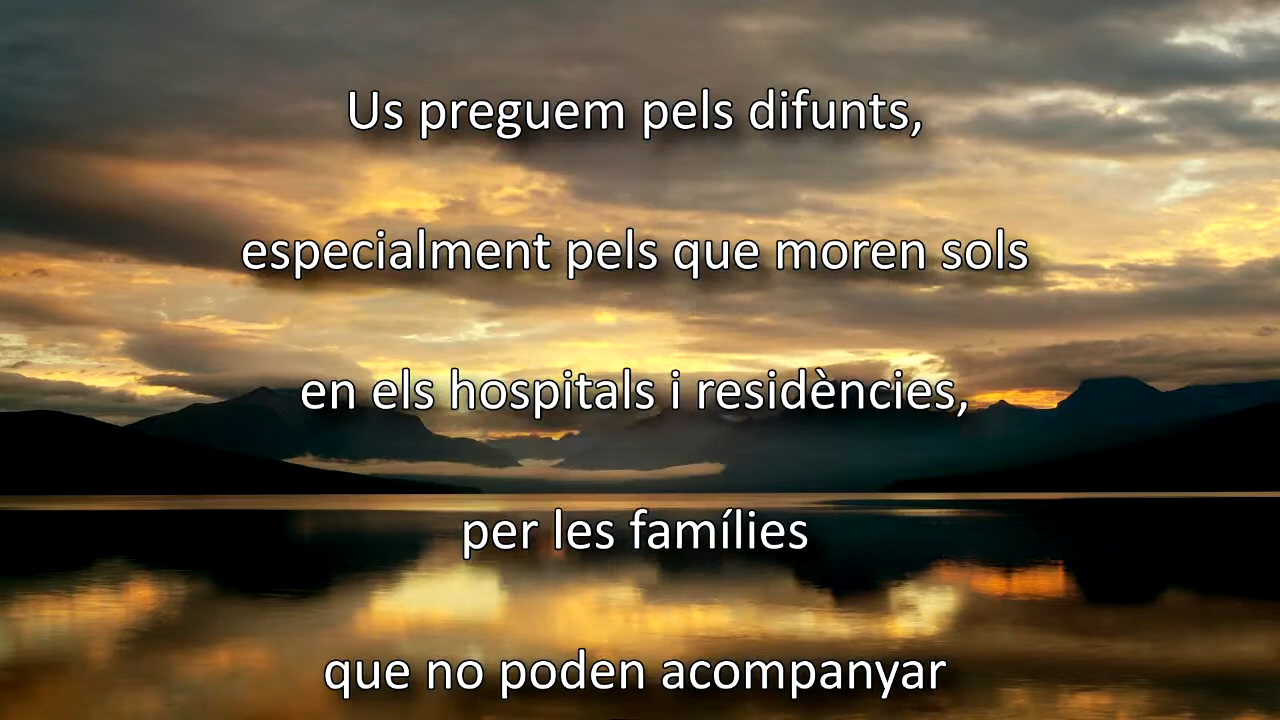 Us preguem pels difunts,
especialment pels que moren sols
en els hospitals i residències,
per les famílies
que no poden acompanyar